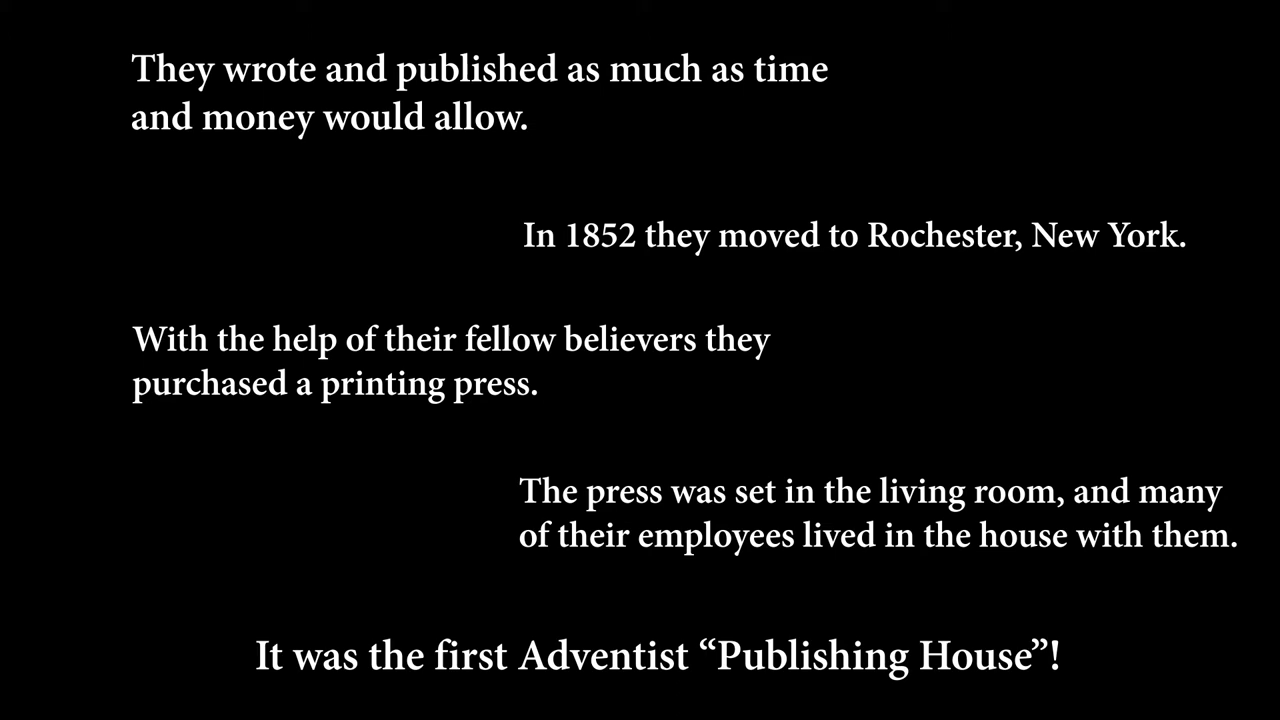 They wrote and published as much as time
and money would allow.
In 1852 they moved to Rochester, New York.
With the help of their fellow believers they
purchased a printing press.
The press was set in the living room, and many
of their employees lived in the house with them.
It was the first Adventist “Publishing House”!